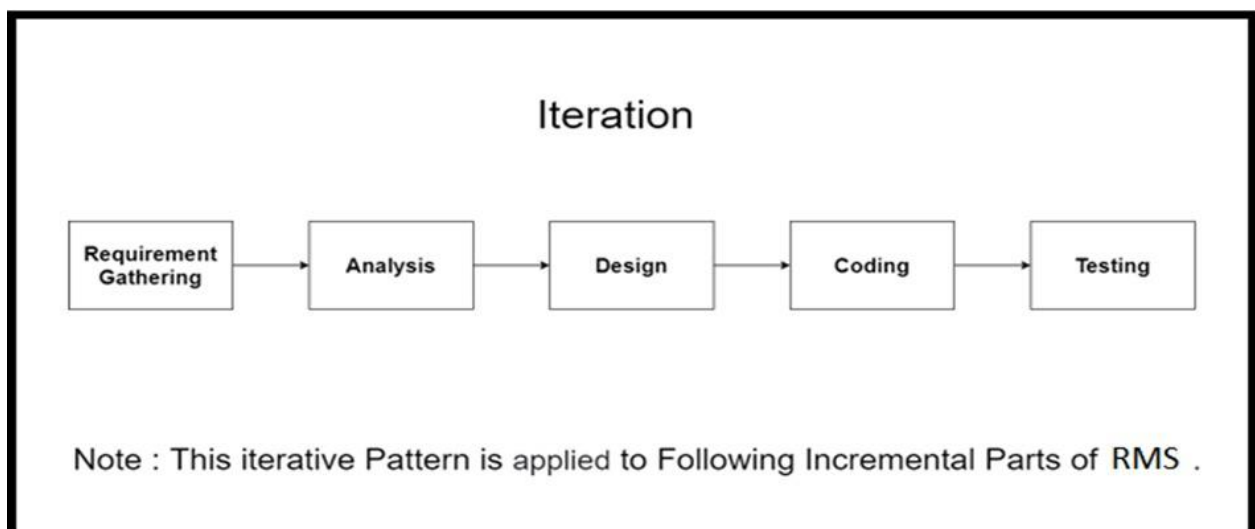 Iteration
Requirement
Gathering
Analysis
Design
Coding
Testing
Note : This iterative Pattern is applied to Following Incremental Parts of RMS .